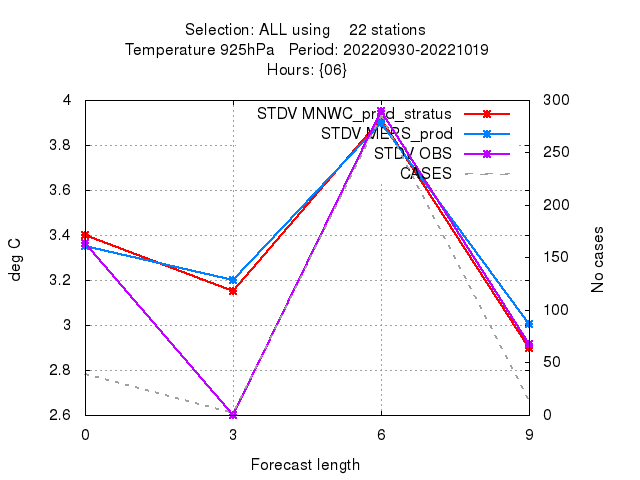 Selection: ALL using 22 stations
Temperature 925hPa Period: 20220930-20221019
Hours: {06}
STDV MNWC_prod_stratus
STDV MEPS_prod
STDV OBS
CASES
4
3.8
3.6
3.4
3.2
3
2.8
2.6
300
250
200
150
100
50
0
deg C
No cases
0 3 6 9
Forecast length